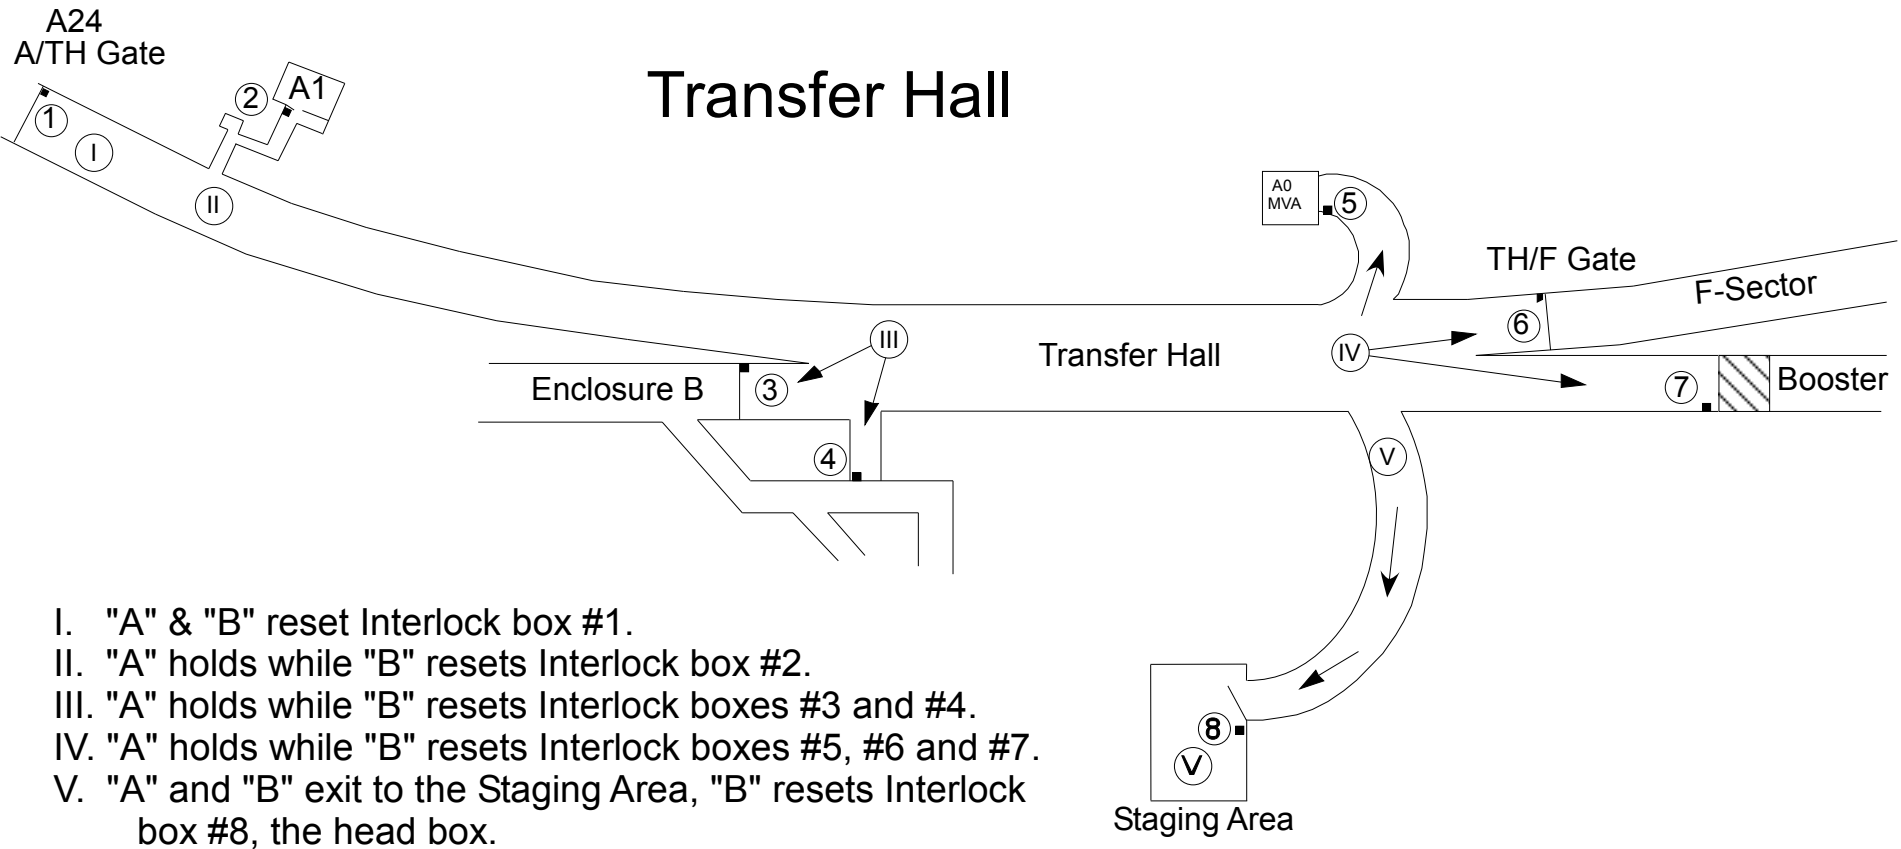 A24
A/TH Gate
Transfer Hall
1
I
2
A1
II
A0
MVA
5
TH/F Gate
F-Sector
6
III
Transfer Hall
IV
Enclosure B
3
7
Booster
4
V
8
V
Staging Area
I. "A" & "B" reset Interlock box #1.
II. "A" holds while "B" resets Interlock box #2.
III. "A" holds while "B" resets Interlock boxes #3 and #4.
IV. "A" holds while "B" resets Interlock boxes #5, #6 and #7.
V. "A" and "B" exit to the Staging Area, "B" resets Interlock
box #8, the head box.